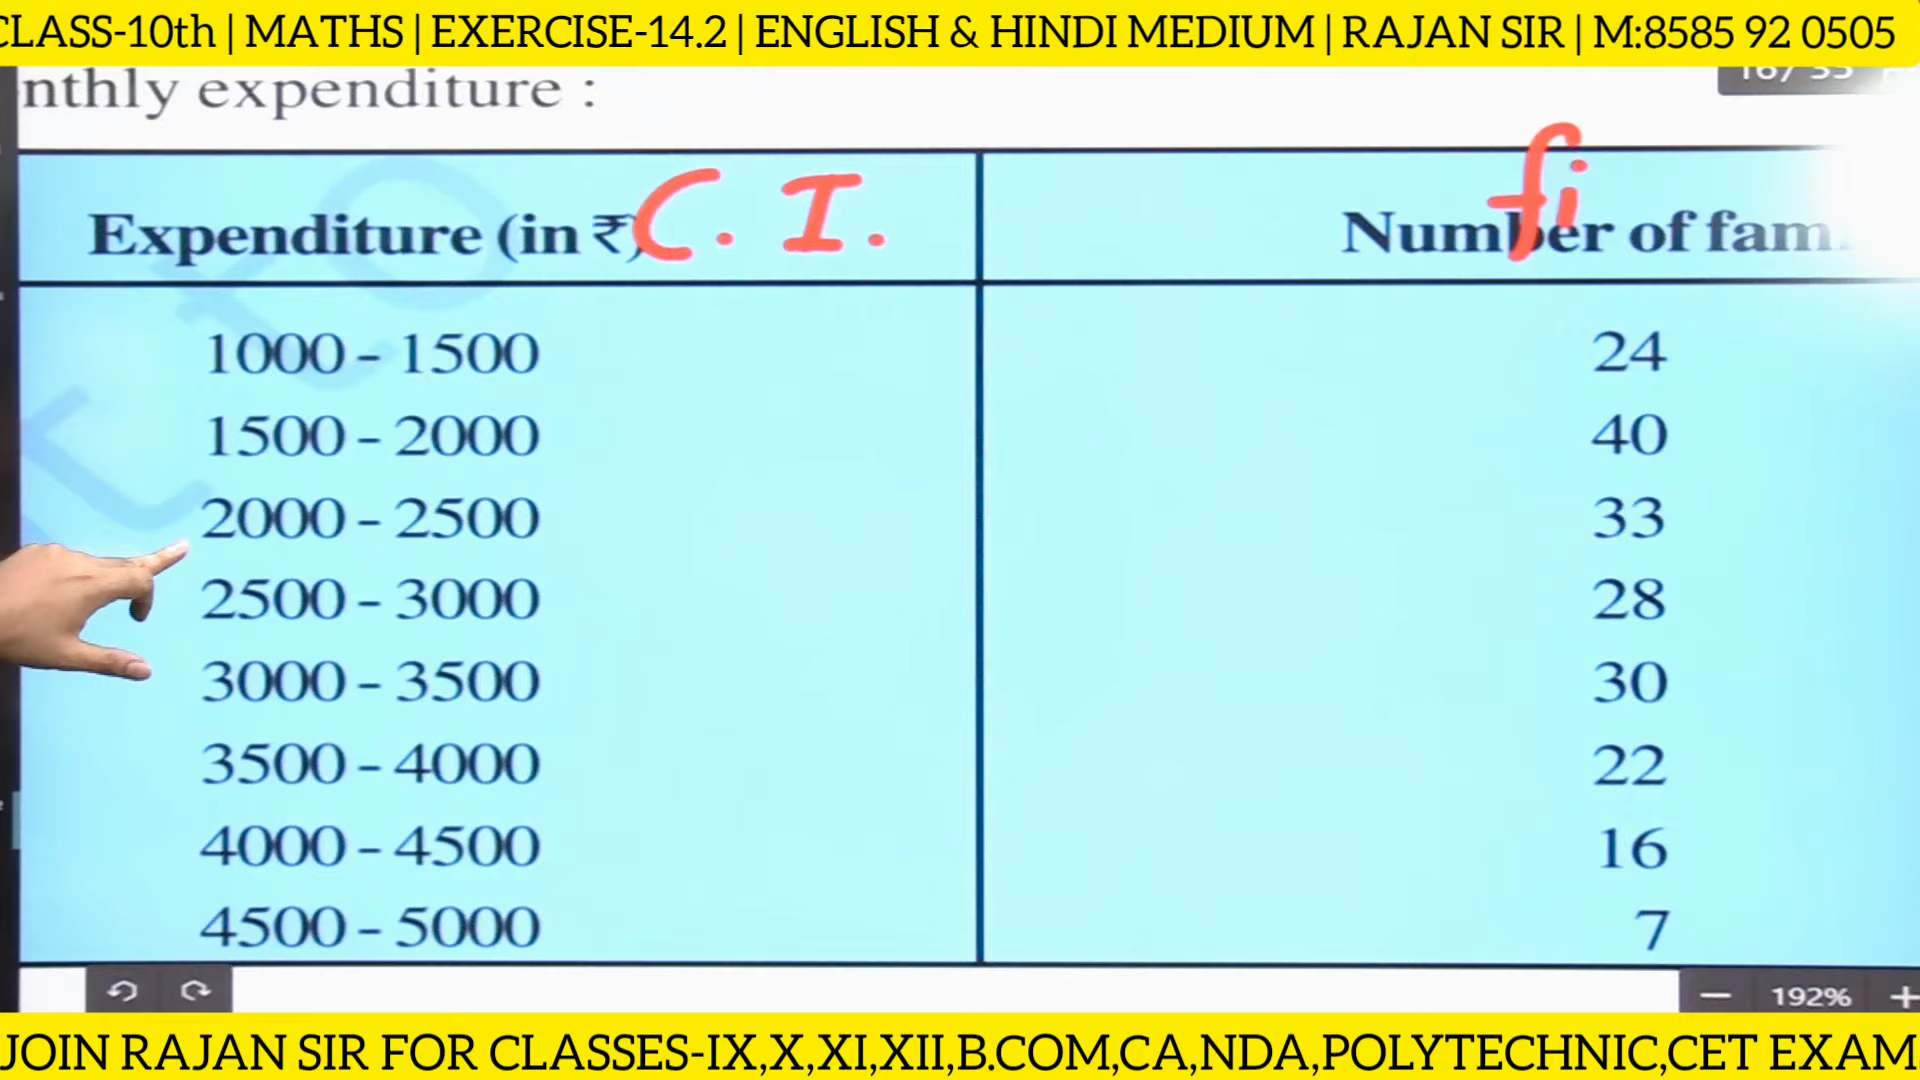 CLASS-10th | MATHS | EXERCISE-14.2 | ENGLISH & HINDI MEDIUM | RAJAN SIR | M:8585 92 0505
nthly expenditure :
16 / 35
Expenditure (in ₹) C. I.
Number of fam fi
1000 – 1500 24
1500 – 2000 40
2000 – 2500 33
2500 – 3000 28
3000 – 3500 30
3500 – 4000 22
4000 – 4500 16
4500 – 5000 7
192%
JOIN RAJAN SIR FOR CLASSES-IX,X,XI,XII,B.COM,CA,NDA,POLYTECHNIC,CET EXAM